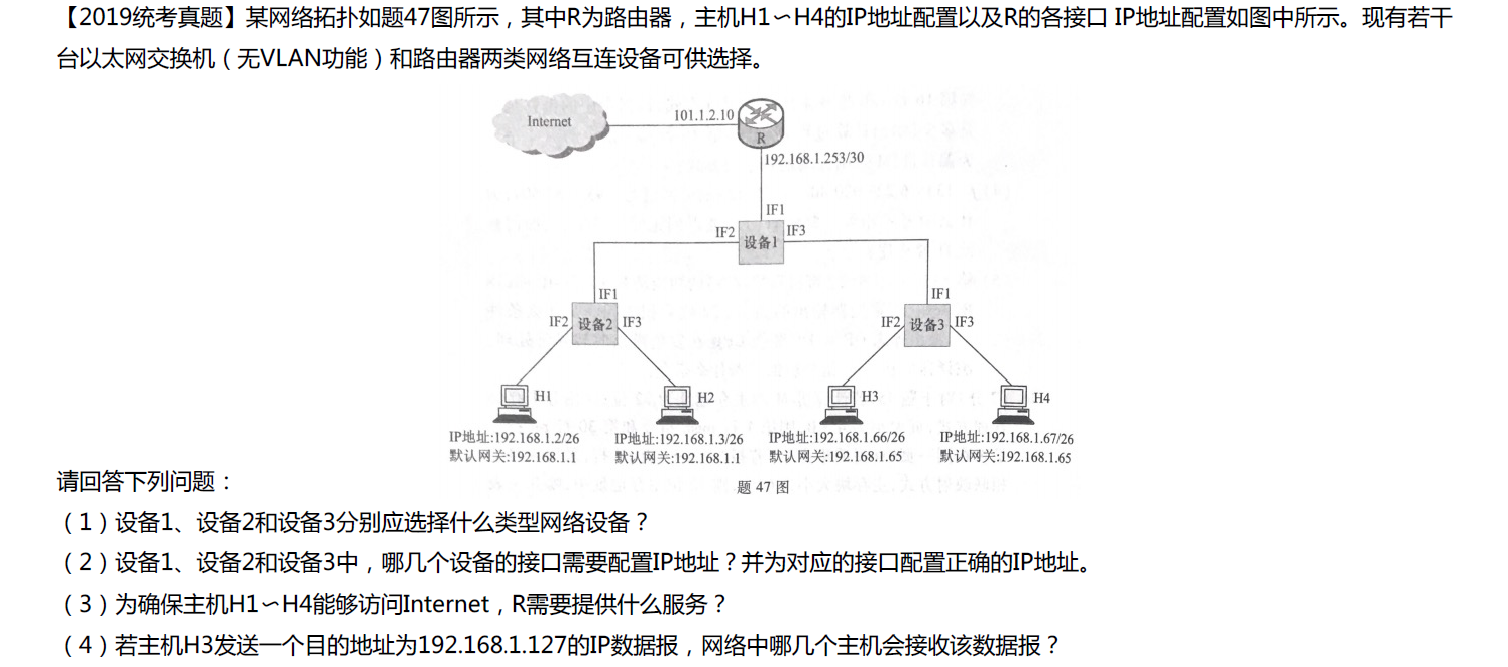 【2019统考真题】某网络拓扑如题47图所示，其中R为路由器，主机H1∽H4的IP地址配置以及R的各接口 IP地址配置如图中所示。现有若干
台以太网交换机（无VLAN功能）和路由器两类网络互连设备可供选择。
Internet
101.1.2.10
R
192.168.1.253/30
IF1
IF2 设备1 IF3
IF1
IF2 设备2 IF3
IF1
IF2 设备3 IF3
H1
H2
H3
H4
IP地址:192.168.1.2/26
默认网关:192.168.1.1
IP地址:192.168.1.3/26
默认网关:192.168.1.1
IP地址:192.168.1.66/26
默认网关:192.168.1.65
IP地址:192.168.1.67/26
默认网关:192.168.1.65
题 47 图
请回答下列问题：
（1）设备1、设备2和设备3分别应选择什么类型网络设备？
（2）设备1、设备2和设备3中，哪几个设备的接口需要配置IP地址？并为对应的接口配置正确的IP地址。
（3）为确保主机H1∽H4能够访问Internet，R需要提供什么服务？
（4）若主机H3发送一个目的地址为192.168.1.127的IP数据报，网络中哪几个主机会接收该数据报？